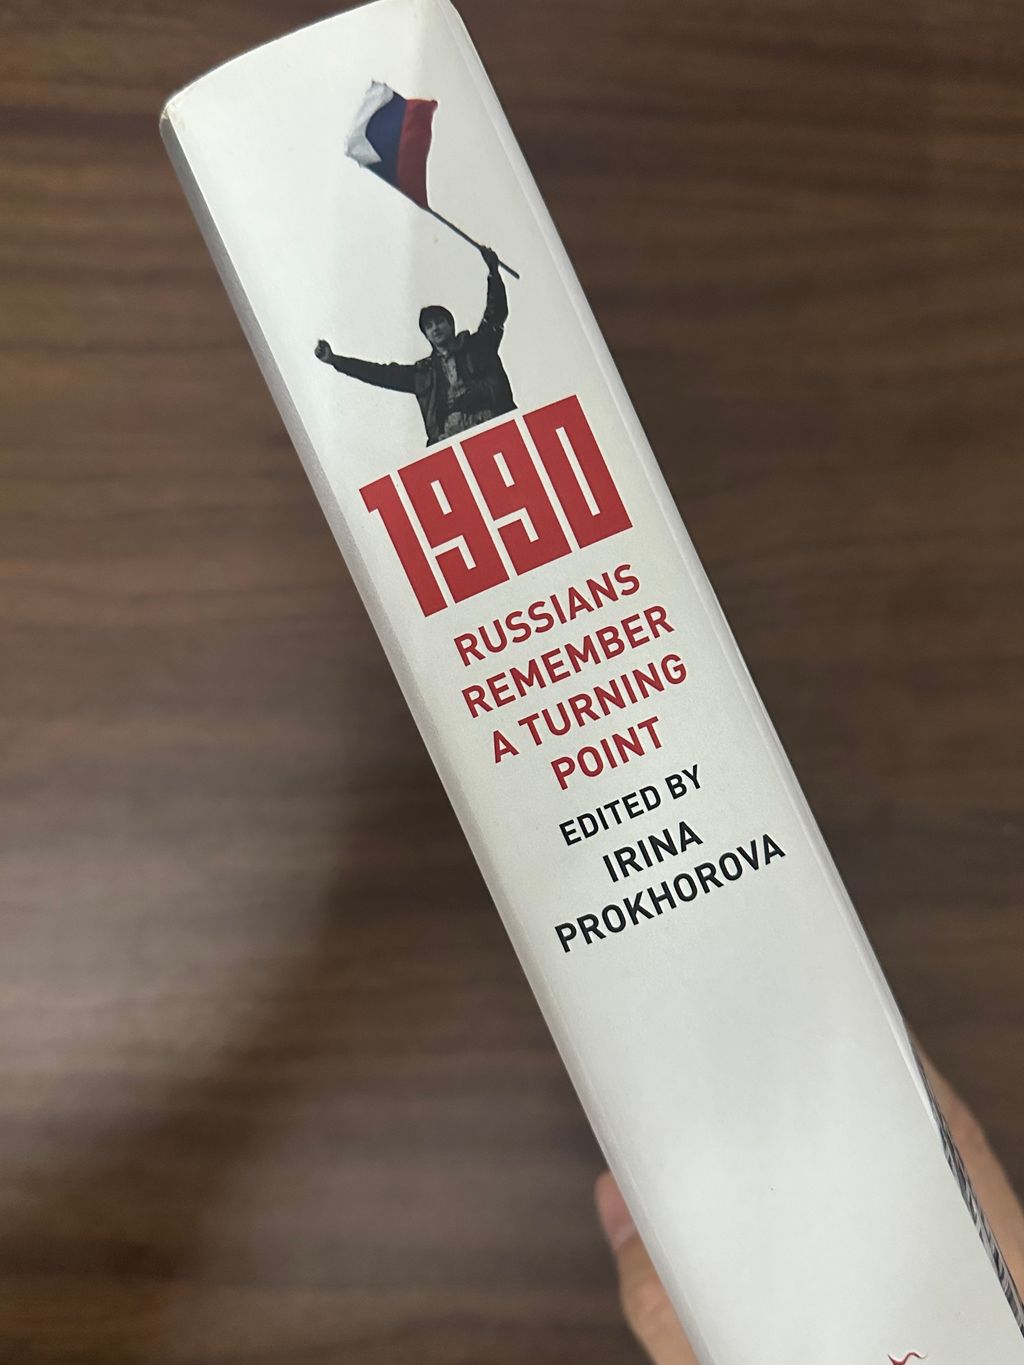 1990
RUSSIANS
REMEMBER
A TURNING
POINT
EDITED BY
IRINA
PROKHOROVA